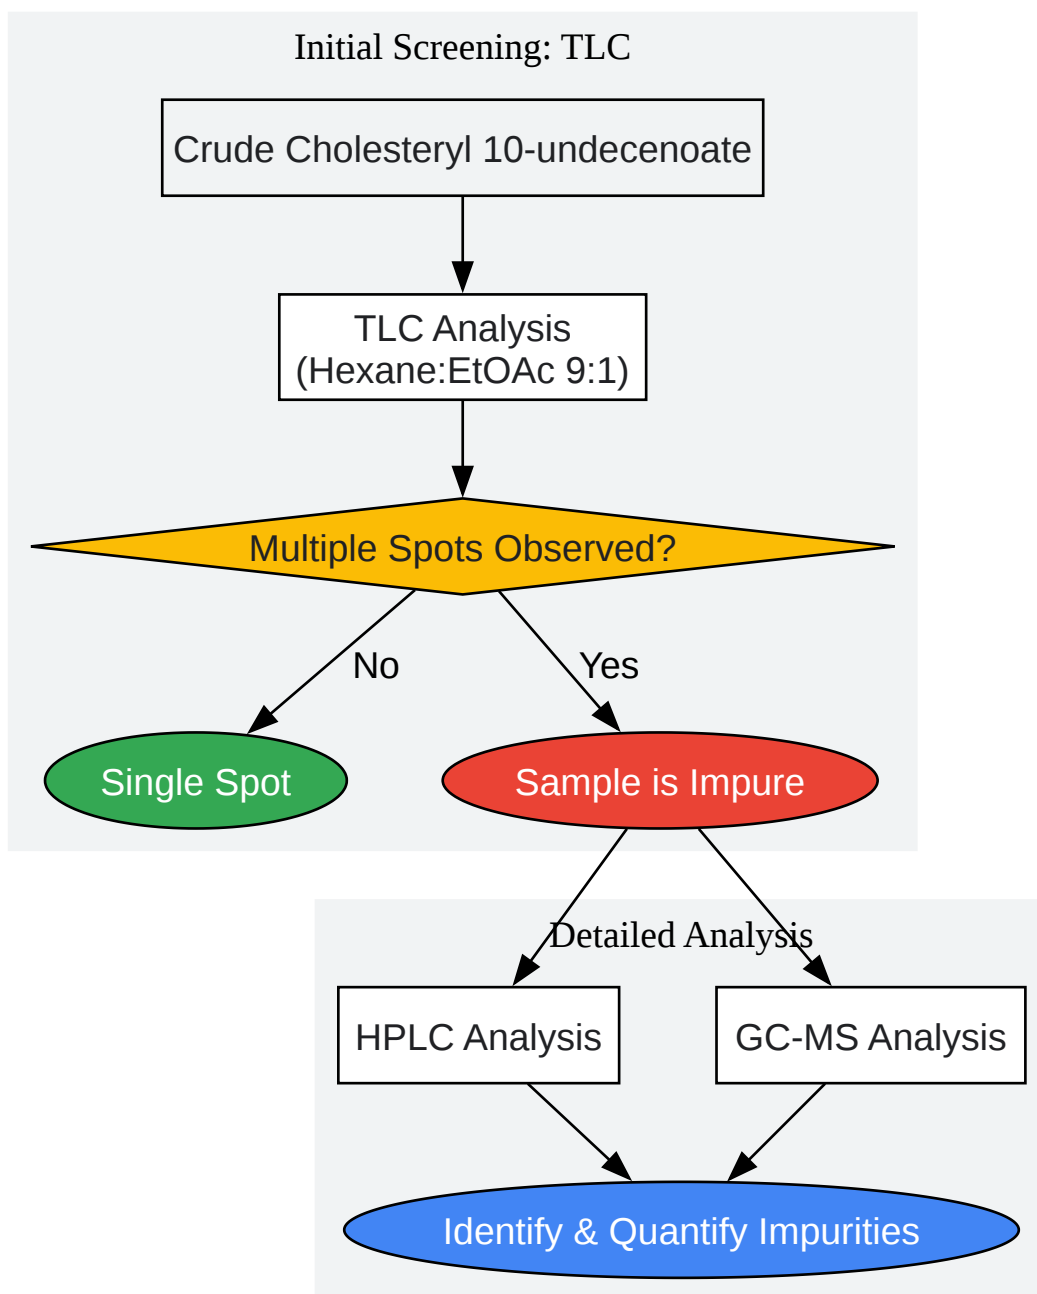 Initial Screening: TLC
Crude Cholesteryl 10-undecenoate
TLC Analysis
(Hexane:EtOAc 9:1)
Multiple Spots Observed?
No
Yes
Single Spot
Sample is Impure
Detailed Analysis
HPLC Analysis
GC-MS Analysis
Identify & Quantify Impurities